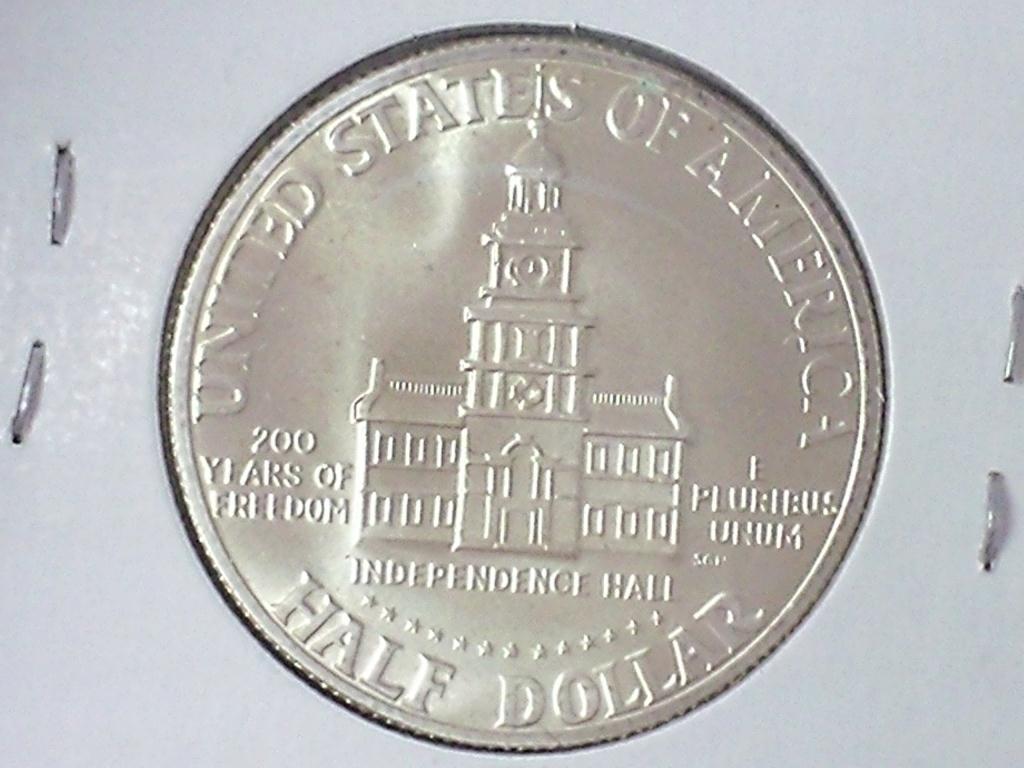 UNITED STATES OF AMERICA
200
YEARS OF
FREEDOM
E
PLURIBUS
UNUM
INDEPENDENCE HALL
HALF DOLLAR